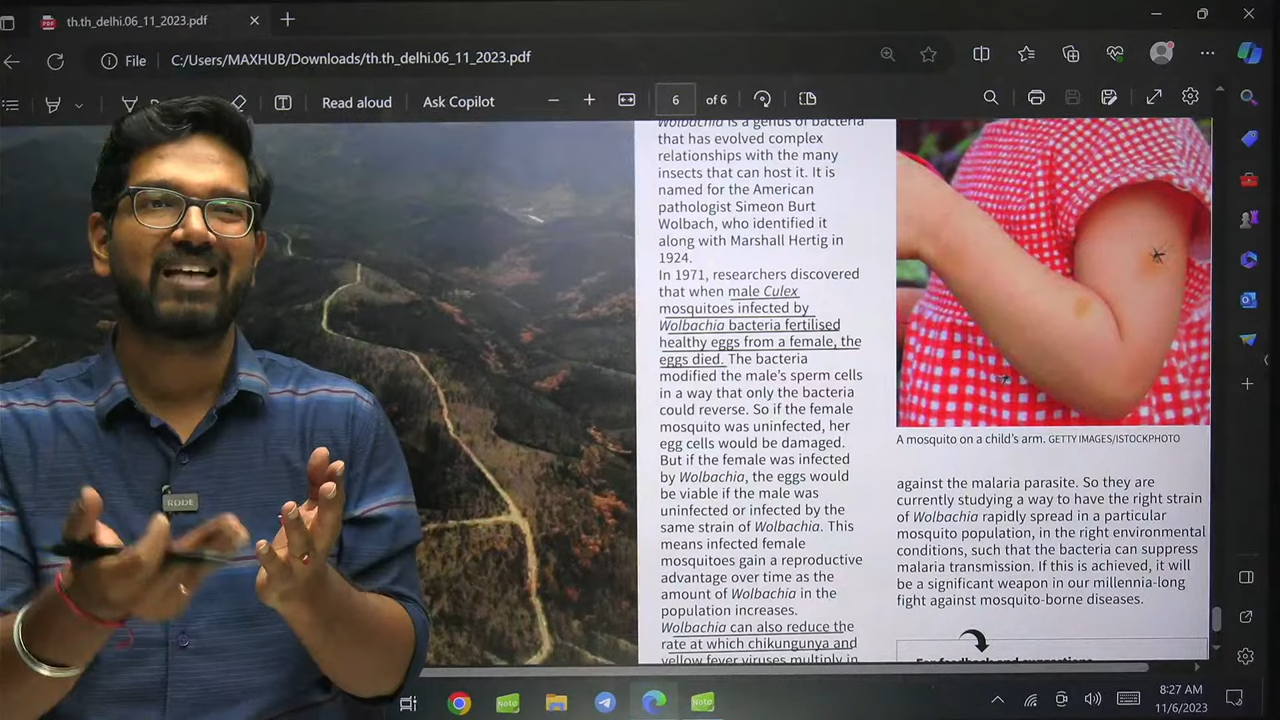 th.th_delhi.06_11_2023.pdf
File
C:/Users/MAXHUB/Downloads/th.th_delhi.06_11_2023.pdf
Read aloud
Ask Copilot
6
of 6
Wolbachia is a genus of bacteria
that has evolved complex
relationships with the many
insects that can host it. It is
named for the American
pathologist Simeon Burt
Wolbach, who identified it
along with Marshall Hertig in
1924.
In 1971, researchers discovered
that when male Culex
mosquitoes infected by
Wolbachia bacteria fertilised
healthy eggs from a female, the
eggs died. The bacteria
modified the male's sperm cells
in a way that only the bacteria
could reverse. So if the female
mosquito was uninfected, her
egg cells would be damaged.
But if the female was infected
by Wolbachia, the eggs would
be viable if the male was
uninfected or infected by the
same strain of Wolbachia. This
means infected female
mosquitoes gain a reproductive
advantage over time as the
amount of Wolbachia in the
population increases.
Wolbachia can also reduce the
rate at which chikungunya and
yellow fever viruses multiply in
A mosquito on a child's arm. GETTY IMAGES/ISTOCKPHOTO
against the malaria parasite. So they are
currently studying a way to have the right strain
of Wolbachia rapidly spread in a particular
mosquito population, in the right environmental
conditions, such that the bacteria can suppress
malaria transmission. If this is achieved, it will
be a significant weapon in our millennia-long
fight against mosquito-borne diseases.
For feedback and suggestions
RODE
Note
Note
8:27 AM
11/6/2023